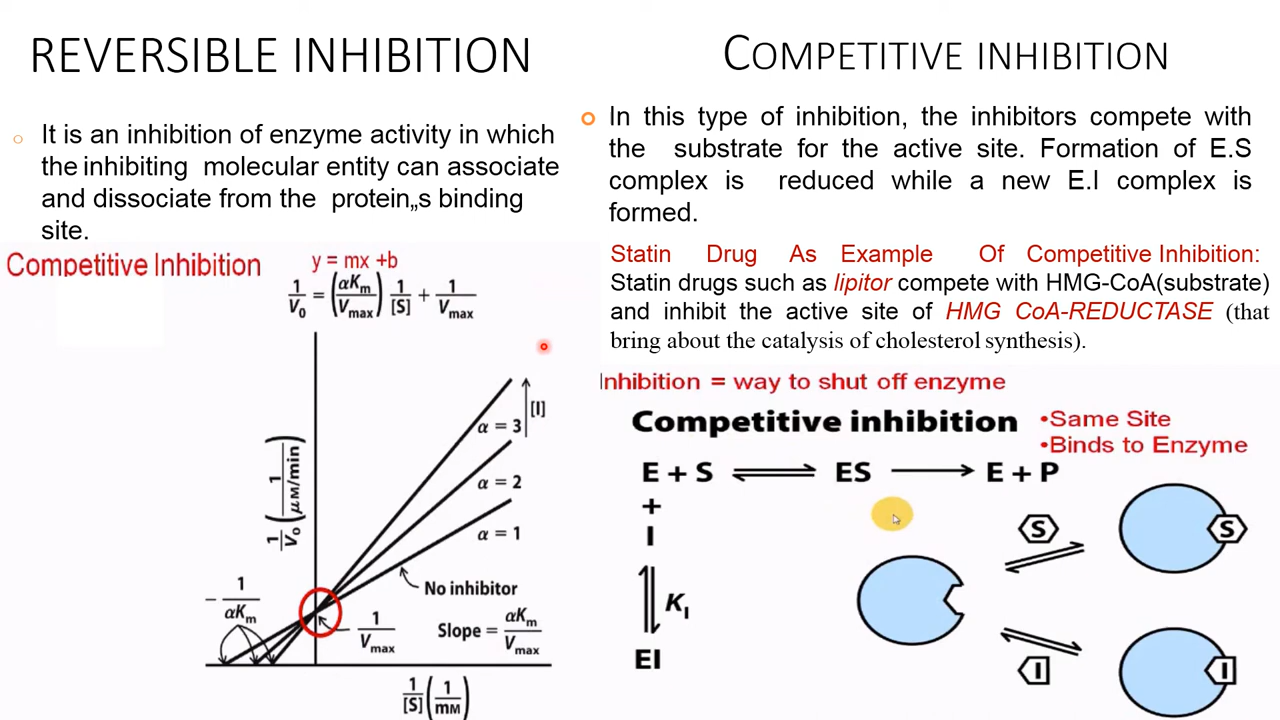 REVERSIBLE INHIBITION
It is an inhibition of enzyme activity in which
the inhibiting molecular entity can associate
and dissociate from the protein„s binding
site.
Competitive Inhibition
y = mx +b
1/V₀ = (αKm/Vmax) 1/[S] + 1/Vmax
[I]
α = 3
α = 2
α = 1
1/V₀ (1/μM/min)
No inhibitor
− 1/αKm
1/Vmax
Slope = αKm/Vmax
1/[S] (1/mM)
COMPETITIVE INHIBITION
In this type of inhibition, the inhibitors compete with
the substrate for the active site. Formation of E.S
complex is reduced while a new E.I complex is
formed.
Statin Drug As Example Of Competitive Inhibition:
Statin drugs such as lipitor compete with HMG-CoA(substrate)
and inhibit the active site of HMG CoA-REDUCTASE (that
bring about the catalysis of cholesterol synthesis).
Inhibition = way to shut off enzyme
Competitive inhibition
•Same Site
•Binds to Enzyme
E + S ⇌ ES → E + P
+
I
KI
EI
S
S
I
I